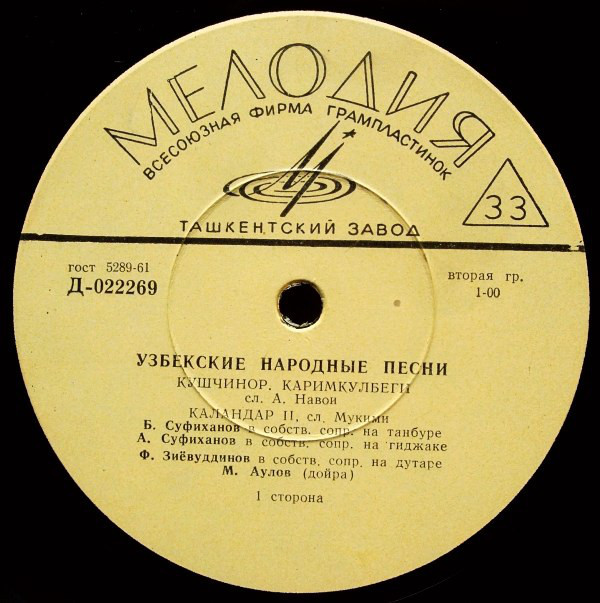 МЕЛОДИЯ
ВСЕСОЮЗНАЯ ФИРМА ГРАМПЛАСТИНОК
ТАШКЕНТСКИЙ ЗАВОД
33
гост 5289-61
Д-022269
вторая гр.
1-00
УЗБЕКСКИЕ НАРОДНЫЕ ПЕСНИ
КУШЧИНОР, КАРИМКУЛБЕГИ
сл. А. Навои
КАЛАНДАР II, сл. Мукими
Б. Суфиханов в собств. сопр. на танбуре
А. Суфиханов в собств. сопр. на гиджаке
Ф. Зиёвуддинов в собств. сопр. на дутаре
М. Аулов (дойра)
I сторона